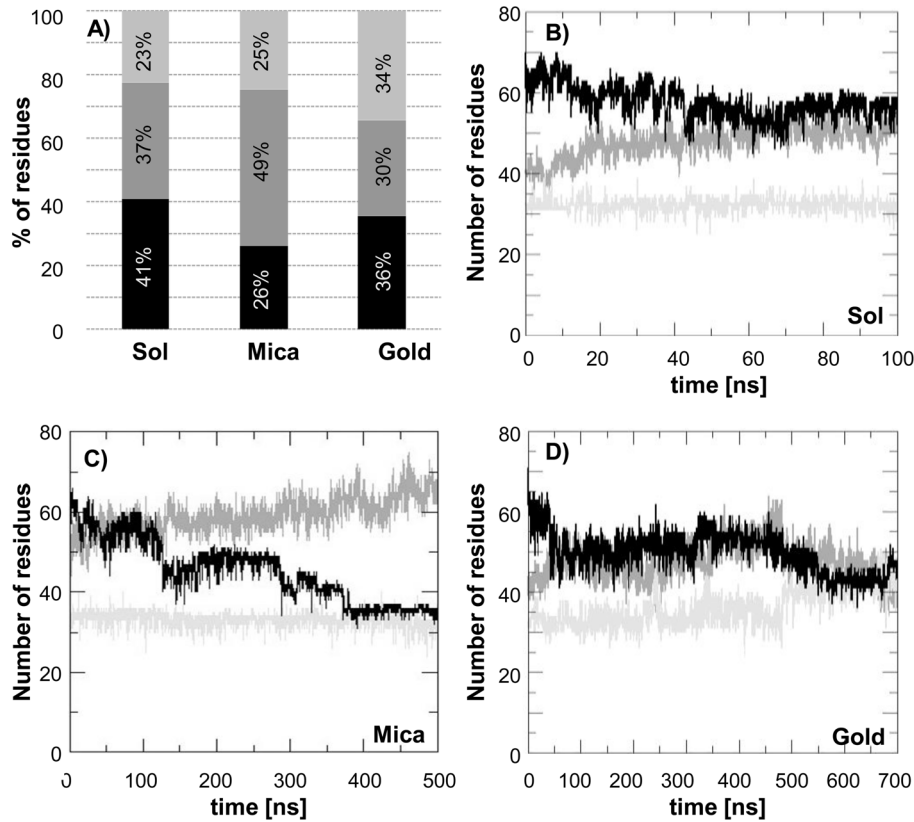 A)
% of residues
100
80
60
40
20
0
23%
37%
41%
25%
49%
26%
34%
30%
36%
Sol Mica Gold
B)
Number of residues
80
60
40
20
0
Sol
0 20 40 60 80 100
time [ns]
C)
Number of residues
80
60
40
20
0
Mica
0 100 200 300 400 500
time [ns]
D)
Number of residues
80
60
40
20
0
Gold
0 100 200 300 400 500 600 700
time [ns]